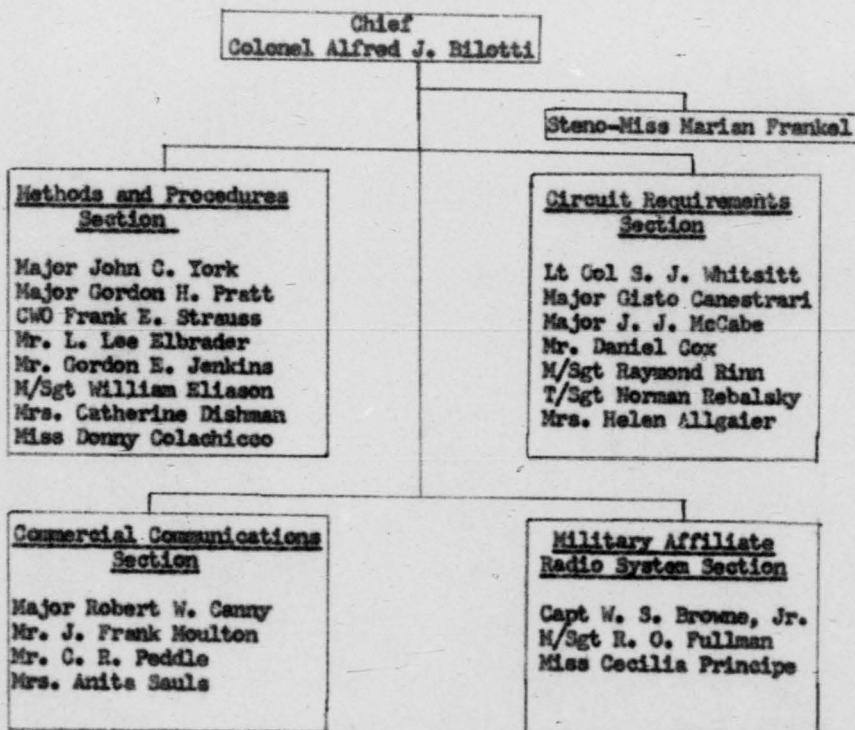 Chief
Colonel Alfred J. Bilotti
Steno-Miss Marian Frankel
Methods and Procedures
Section
Major John C. York
Major Gordon H. Pratt
CWO Frank E. Strauss
Mr. L. Lee Elbrader
Mr. Gordon E. Jenkins
M/Sgt William Eliason
Mrs. Catherine Dishman
Miss Donny Colachicco
Circuit Requirements
Section
Lt Col S. J. Whitsitt
Major Gisto Canestrari
Major J. J. McCabe
Mr. Daniel Cox
M/Sgt Raymond Rinn
T/Sgt Norman Rebalsky
Mrs. Helen Allgaier
Commercial Communications
Section
Major Robert W. Canny
Mr. J. Frank Moulton
Mr. C. R. Peddle
Mrs. Anita Sauls
Military Affiliate
Radio System Section
Capt W. S. Browne, Jr.
M/Sgt R. O. Fullman
Miss Cecilia Principe